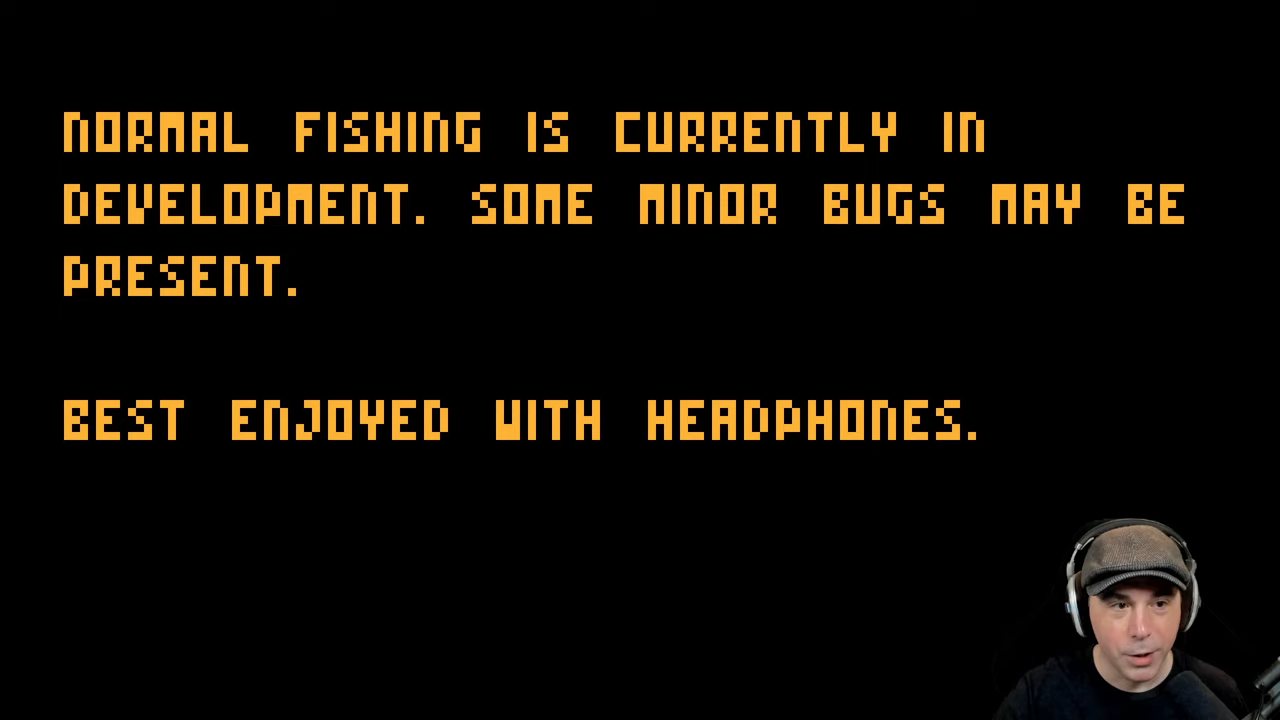 NORMAL FISHING IS CURRENTLY IN
DEVELOPMENT. SOME MINOR BUGS MAY BE
PRESENT.
BEST ENJOYED WITH HEADPHONES.